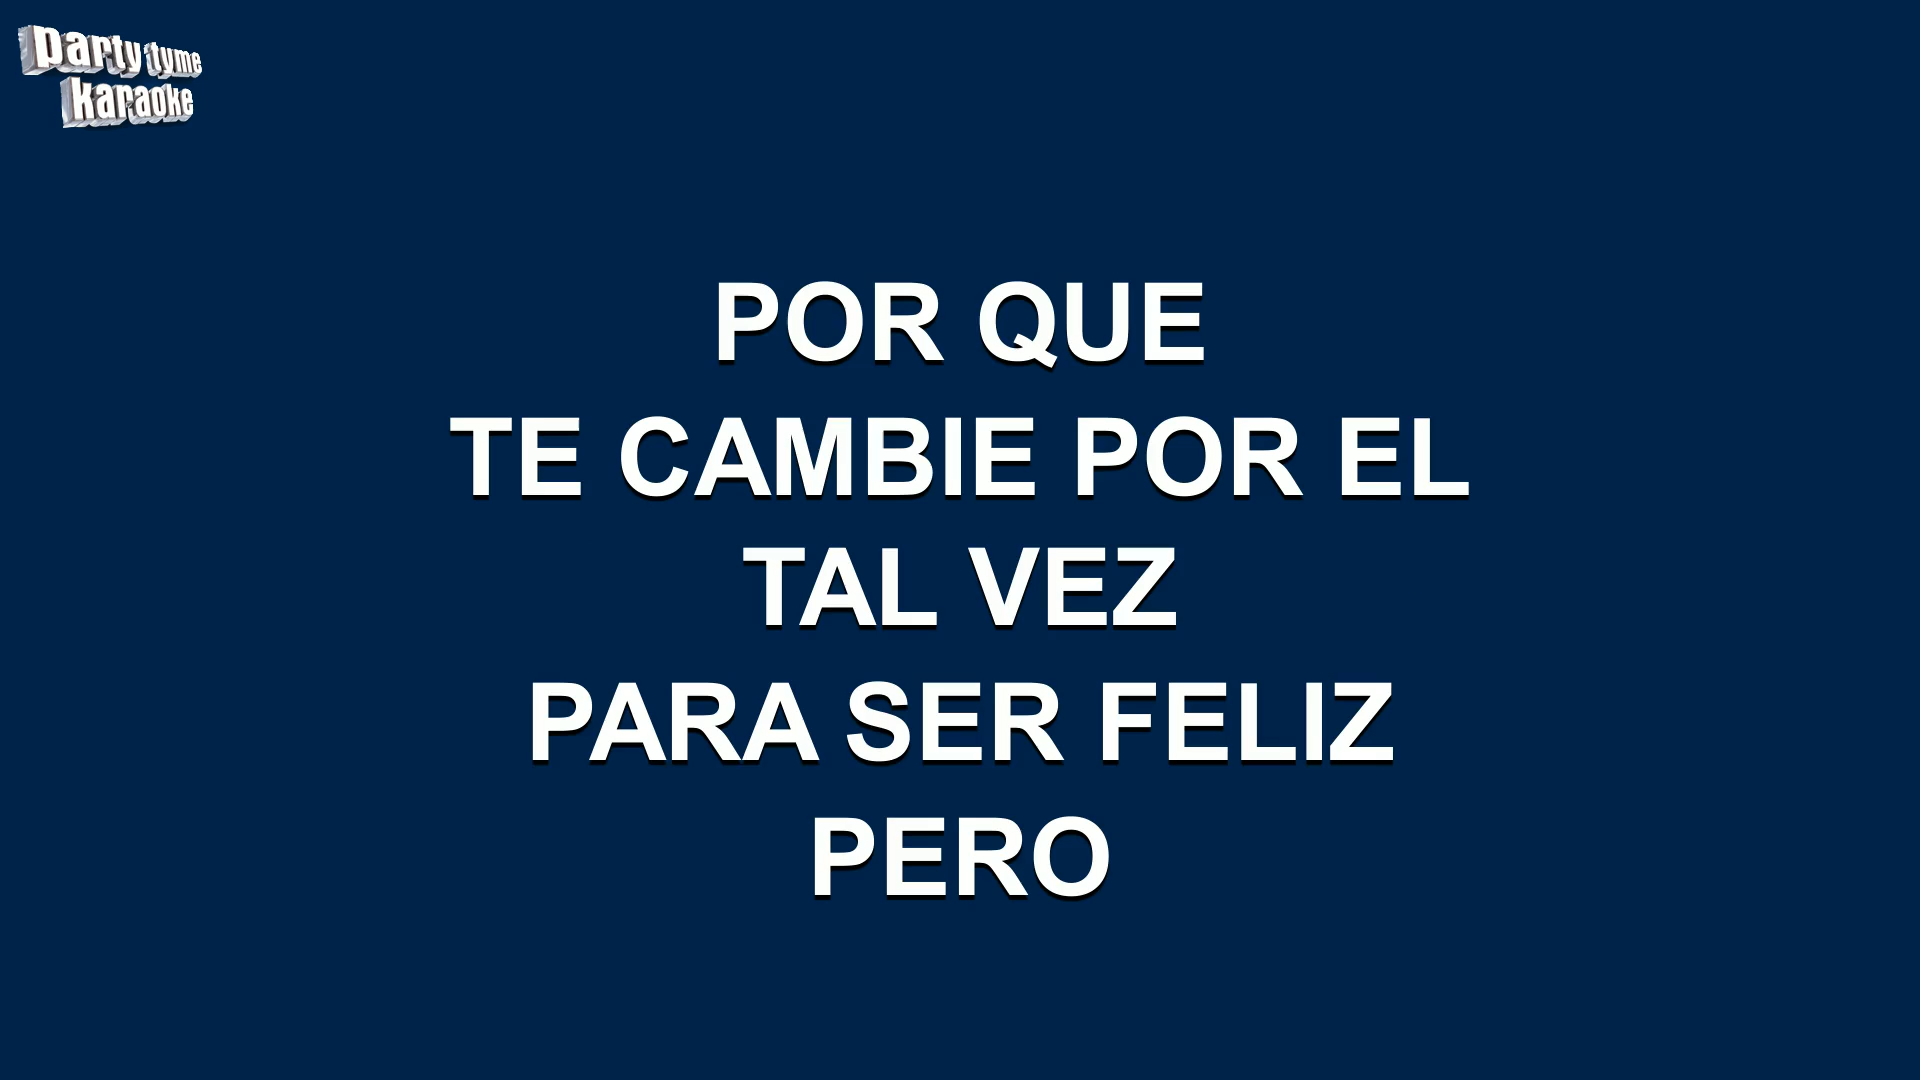 party tyme
karaoke
POR QUE
TE CAMBIE POR EL
TAL VEZ
PARA SER FELIZ
PERO